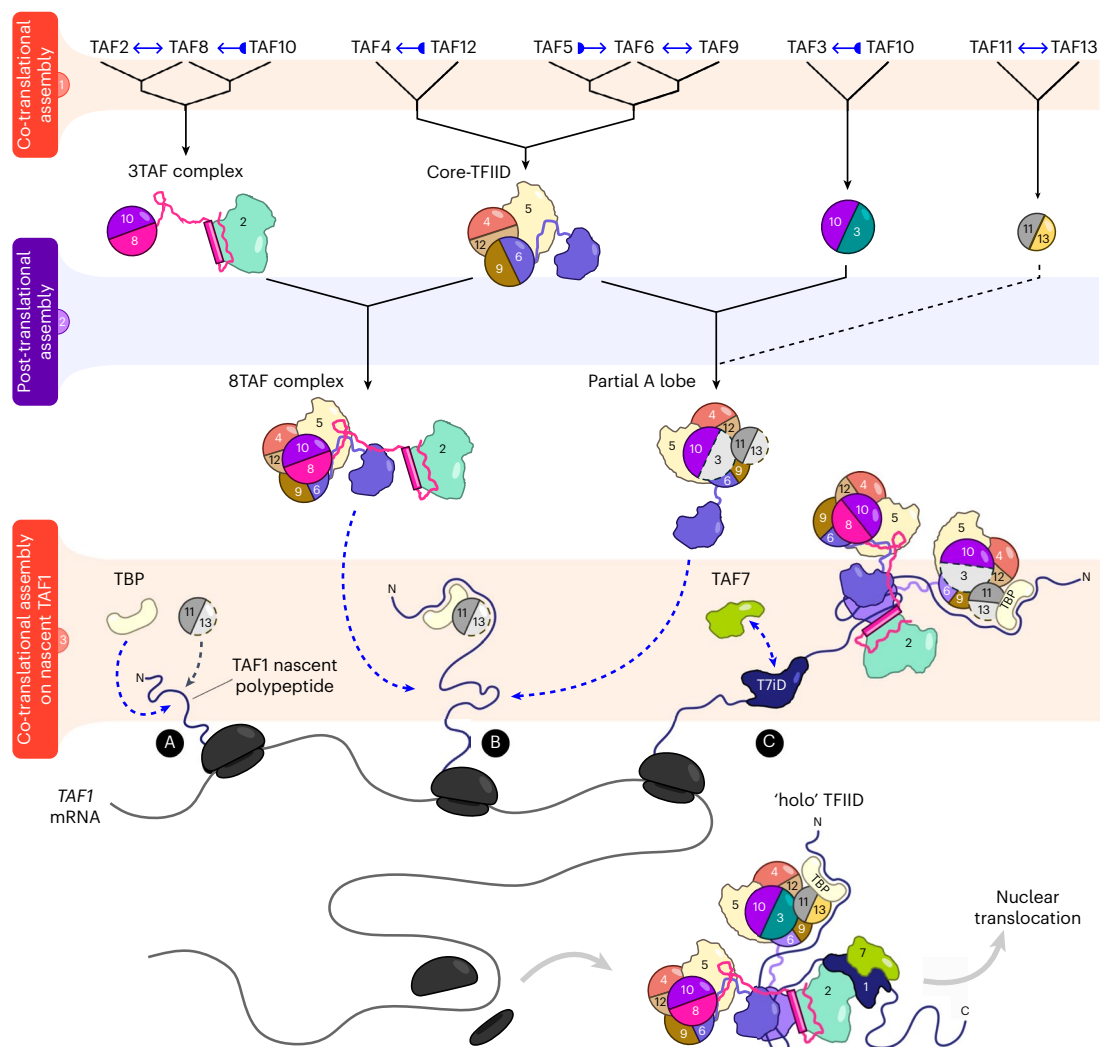 Co-translational
assembly
1
TAF2 TAF8 TAF10 TAF4 TAF12 TAF5 TAF6 TAF9 TAF3 TAF10 TAF11 TAF13
3TAF complex
10
8
2
Core-TFIID
5
4
12
9
6
10
3
11
13
Post-translational
assembly
2
8TAF complex
5
4
10
12
8
9
6
2
Partial A lobe
4
5
12
10
11
3
13
9
6
Co-translational assembly
on nascent TAF1
3
TBP
11
13
N
TAF1 nascent
polypeptide
A
N
11
13
B
TAF7
T7iD
C
12
4
9
10
5
8
6
2
5
10
4
3
12
6
9
11
13
TBP
N
TAF1
mRNA
'holo' TFIID
N
4
12
TBP
5
10
11
3
13
9
6
5
4
10
12
8
9
6
2
7
1
C
Nuclear
translocation